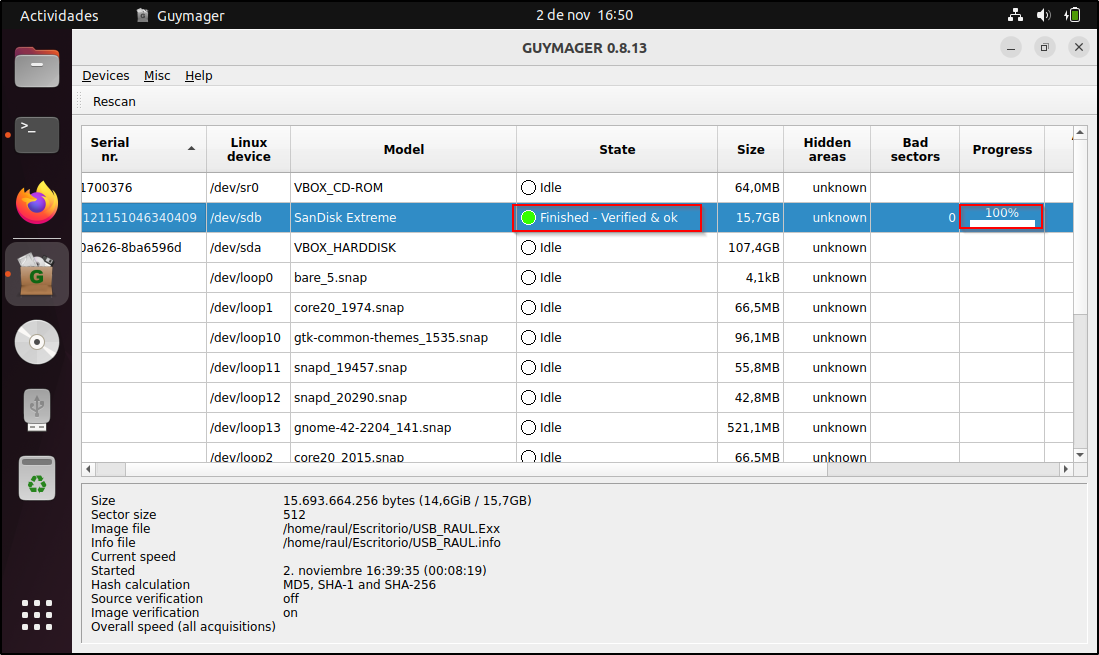 Actividades Guymager 2 de nov 16:50
GUYMAGER 0.8.13
Devices Misc Help
Rescan
Serial nr. Linux device Model State Size Hidden areas Bad sectors Progress
1700376 /dev/sr0 VBOX_CD-ROM Idle 64,0MB unknown
121151046340409 /dev/sdb SanDisk Extreme Finished - Verified & ok 15,7GB unknown 0 100%
0a626-8ba6596d /dev/sda VBOX_HARDDISK Idle 107,4GB unknown
/dev/loop0 bare_5.snap Idle 4,1kB unknown
/dev/loop1 core20_1974.snap Idle 66,5MB unknown
/dev/loop10 gtk-common-themes_1535.snap Idle 96,1MB unknown
/dev/loop11 snapd_19457.snap Idle 55,8MB unknown
/dev/loop12 snapd_20290.snap Idle 42,8MB unknown
/dev/loop13 gnome-42-2204_141.snap Idle 521,1MB unknown
/dev/loop2 core20_2015.snap Idle 66,5MB unknown
Size 15.693.664.256 bytes (14,6GiB / 15,7GB)
Sector size 512
Image file /home/raul/Escritorio/USB_RAUL.Exx
Info file /home/raul/Escritorio/USB_RAUL.info
Current speed
Started 2. noviembre 16:39:35 (00:08:19)
Hash calculation MD5, SHA-1 and SHA-256
Source verification off
Image verification on
Overall speed (all acquisitions)